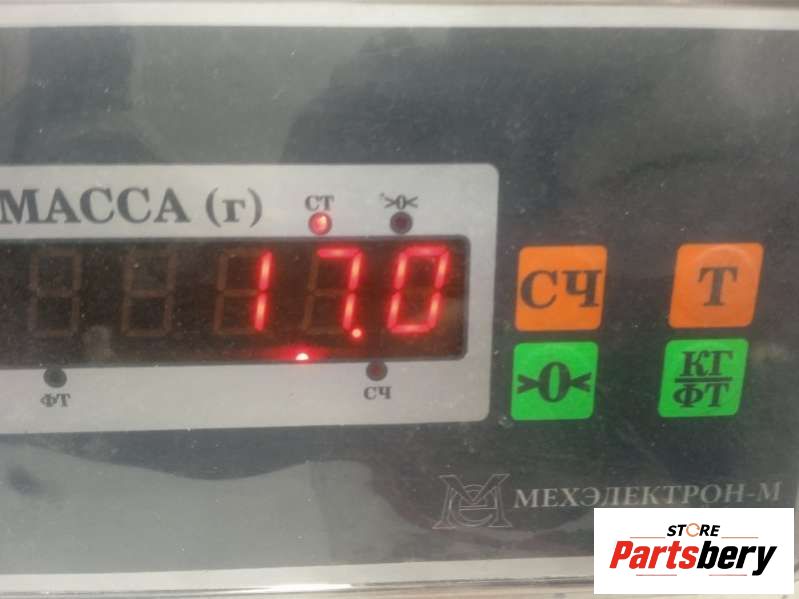 МАССА (г)
СТ
>0<
17.0
ФТ
СЧ
СЧ
Т
>0<
КГ
ФТ
МЕХЭЛЕКТРОН-М
STORE
Partsbery